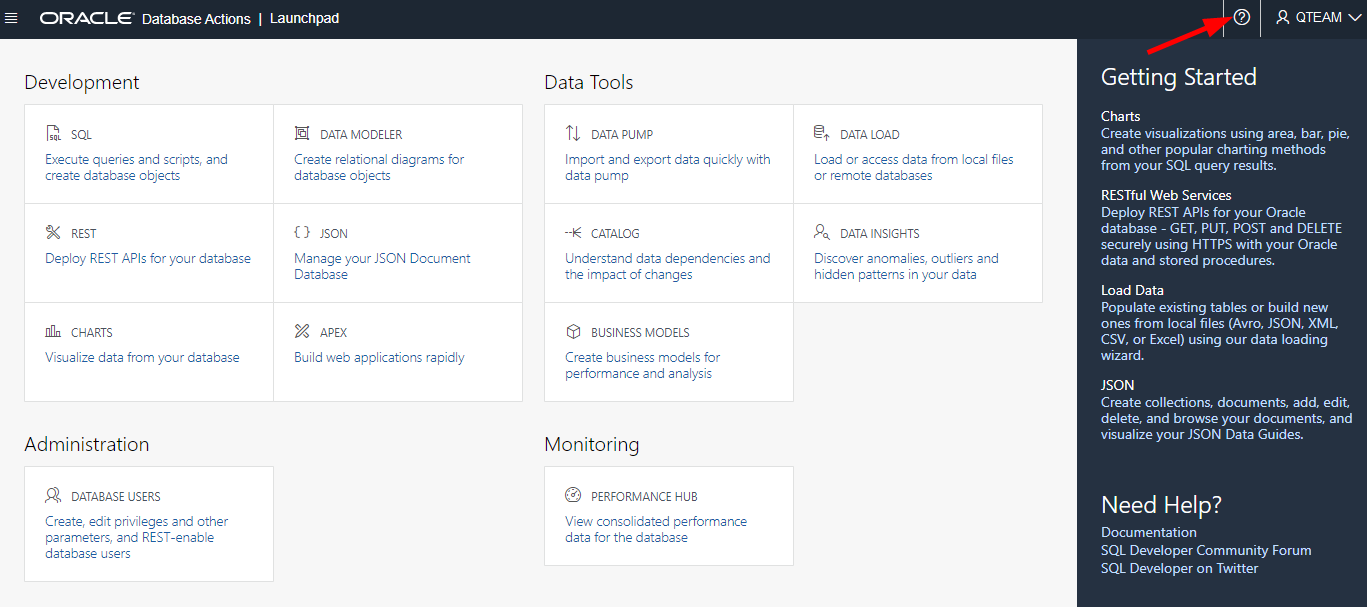 ORACLE Database Actions | Launchpad
QTEAM
Development
SQL
Execute queries and scripts, and
create database objects
DATA MODELER
Create relational diagrams for
database objects
REST
Deploy REST APIs for your database
JSON
Manage your JSON Document
Database
CHARTS
Visualize data from your database
APEX
Build web applications rapidly
Data Tools
DATA PUMP
Import and export data quickly with
data pump
DATA LOAD
Load or access data from local files
or remote databases
CATALOG
Understand data dependencies and
the impact of changes
DATA INSIGHTS
Discover anomalies, outliers and
hidden patterns in your data
BUSINESS MODELS
Create business models for
performance and analysis
Administration
DATABASE USERS
Create, edit privileges and other
parameters, and REST-enable
database users
Monitoring
PERFORMANCE HUB
View consolidated performance
data for the database
Getting Started
Charts
Create visualizations using area, bar, pie,
and other popular charting methods
from your SQL query results.
RESTful Web Services
Deploy REST APIs for your Oracle
database - GET, PUT, POST and DELETE
securely using HTTPS with your Oracle
data and stored procedures.
Load Data
Populate existing tables or build new
ones from local files (Avro, JSON, XML,
CSV, or Excel) using our data loading
wizard.
JSON
Create collections, documents, add, edit,
delete, and browse your documents, and
visualize your JSON Data Guides.
Need Help?
Documentation
SQL Developer Community Forum
SQL Developer on Twitter